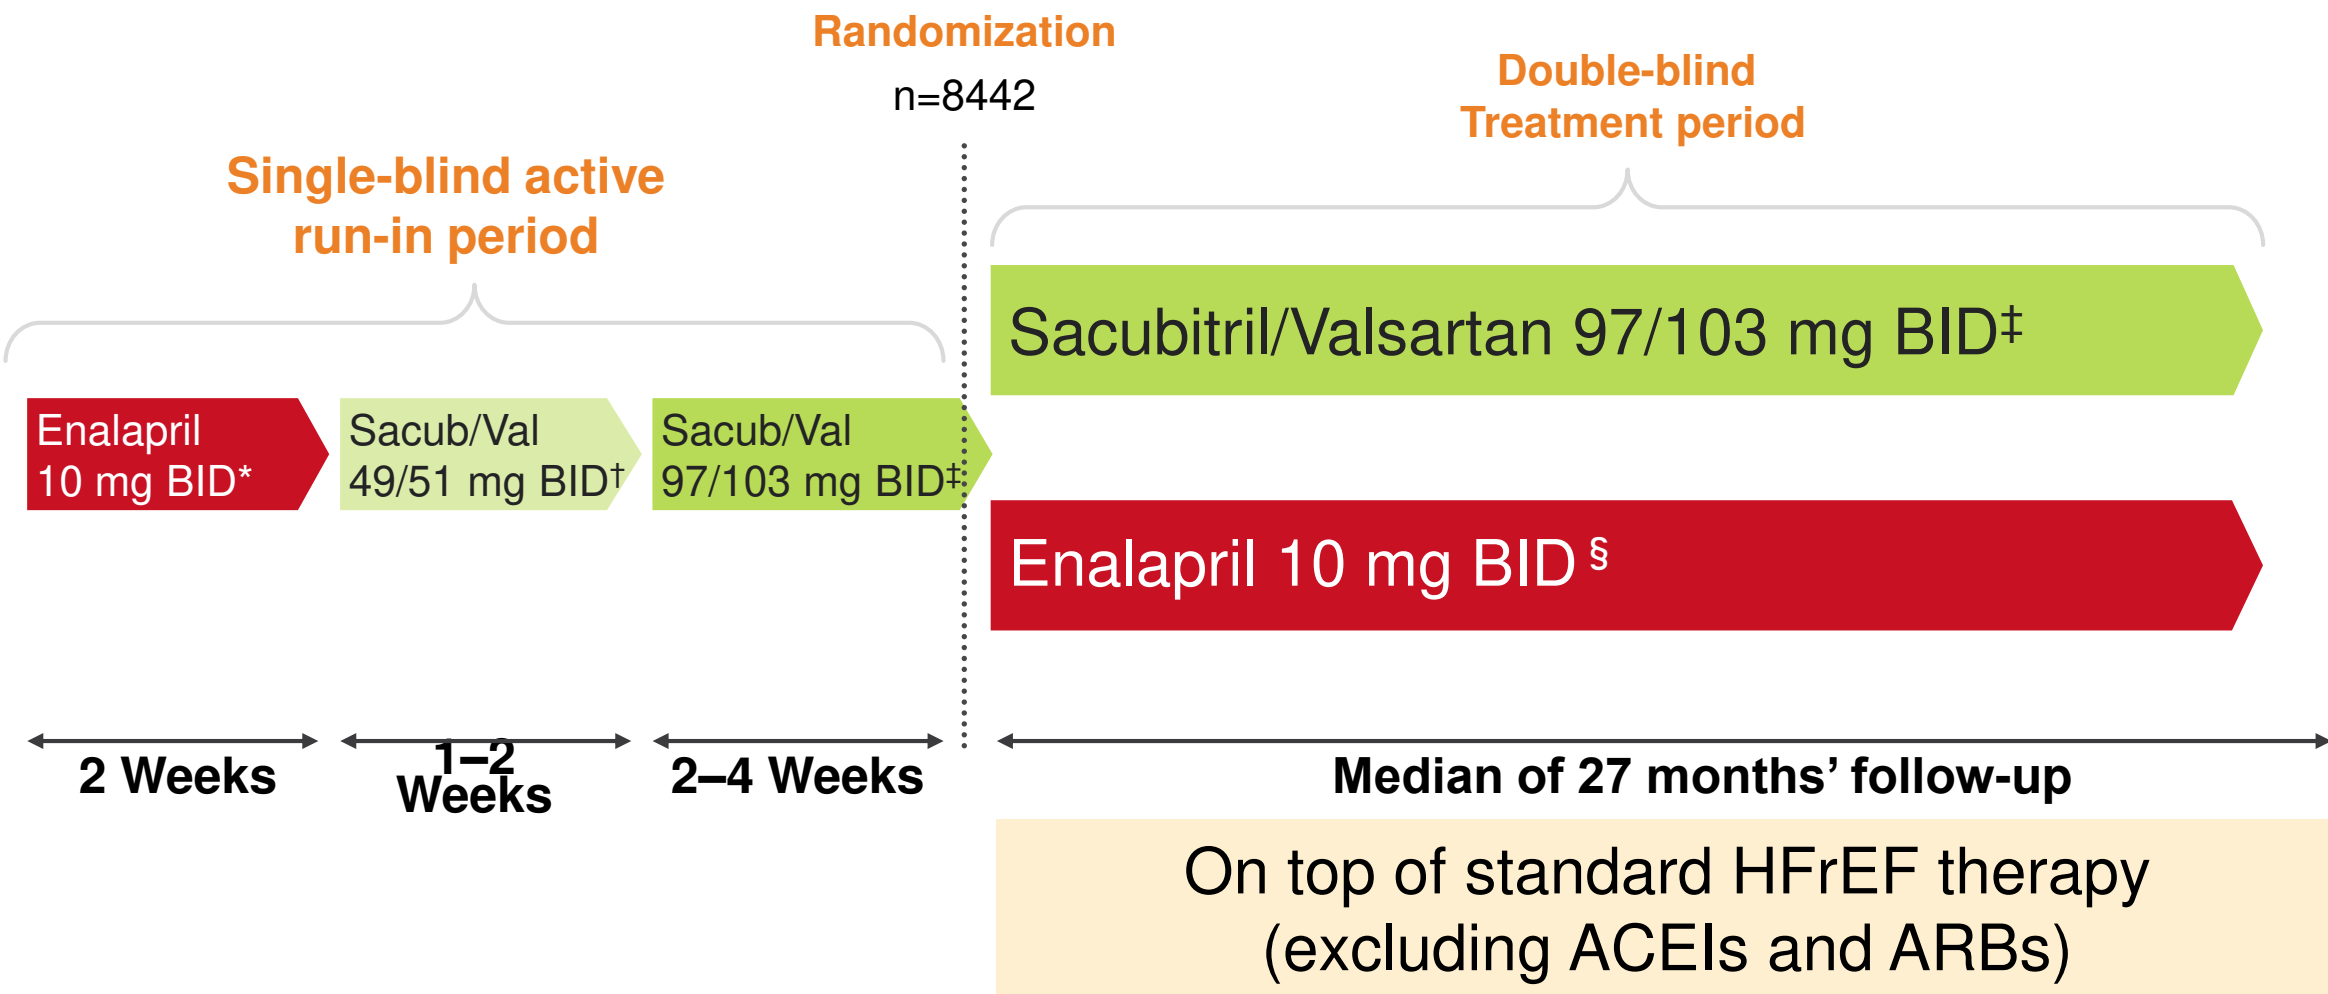 Randomization
n=8442
Double-blind
Treatment period
Single-blind active
run-in period
Sacubitril/Valsartan 97/103 mg BID‡
Enalapril
10 mg BID*
Sacub/Val
49/51 mg BID†
Sacub/Val
97/103 mg BID‡
Enalapril 10 mg BID §
2 Weeks
1–2
Weeks
2–4 Weeks
Median of 27 months’ follow-up
On top of standard HFrEF therapy
(excluding ACEIs and ARBs)